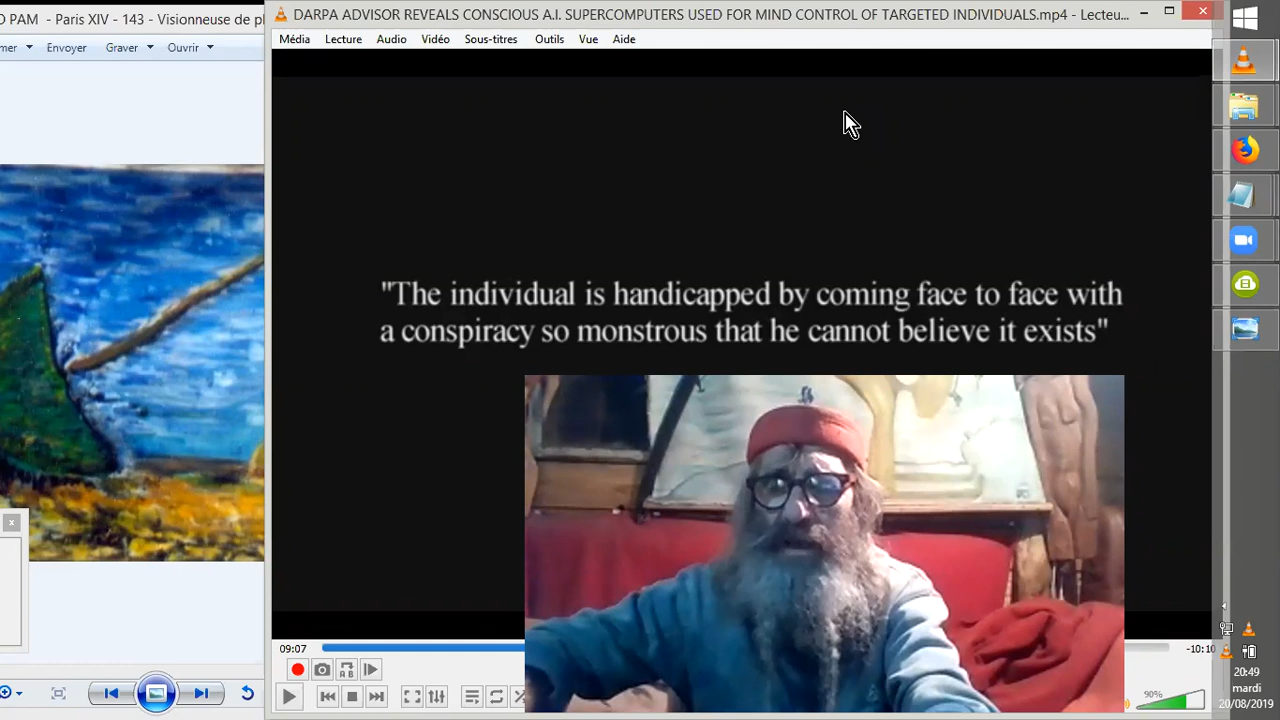 O PAM - Paris XIV - 143 - Visionneuse de pl
mer Envoyer Graver Ouvrir
DARPA ADVISOR REVEALS CONSCIOUS A.I. SUPERCOMPUTERS USED FOR MIND CONTROL OF TARGETED INDIVIDUALS.mp4 - Lecteu...
Média Lecture Audio Vidéo Sous-titres Outils Vue Aide
"The individual is handicapped by coming face to face with
a conspiracy so monstrous that he cannot believe it exists"
09:07
-10:10
90%
20:49
mardi
20/08/2019